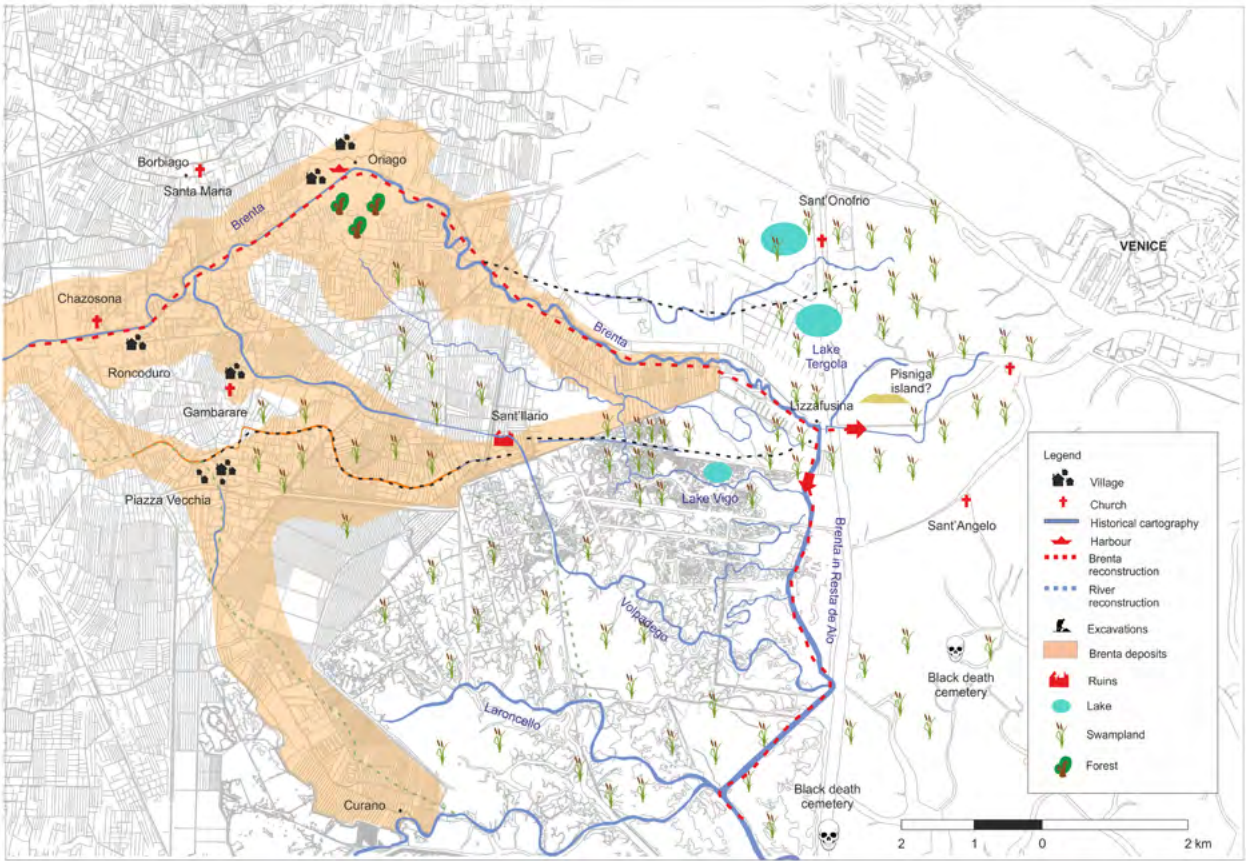 Oriago
Borbiago
Santa Maria
Brenta
Sant'Onofrio
VENICE
Chazosona
Brenta
Roncoduro
Lake
Tergola
Pisniga
island?
Gambarare
Lizzafusina
Sant'Ilario
Piazza Vecchia
Lake Vigo
Sant'Angelo
Brenta in Resta de Aio
Volpadego
Black death
cemetery
Laroncello
Curano
Black death
cemetery
Legend
Village
Church
Historical cartography
Harbour
Brenta
reconstruction
River
reconstruction
Excavations
Brenta deposits
Ruins
Lake
Swampland
Forest
2 1 0 2 km